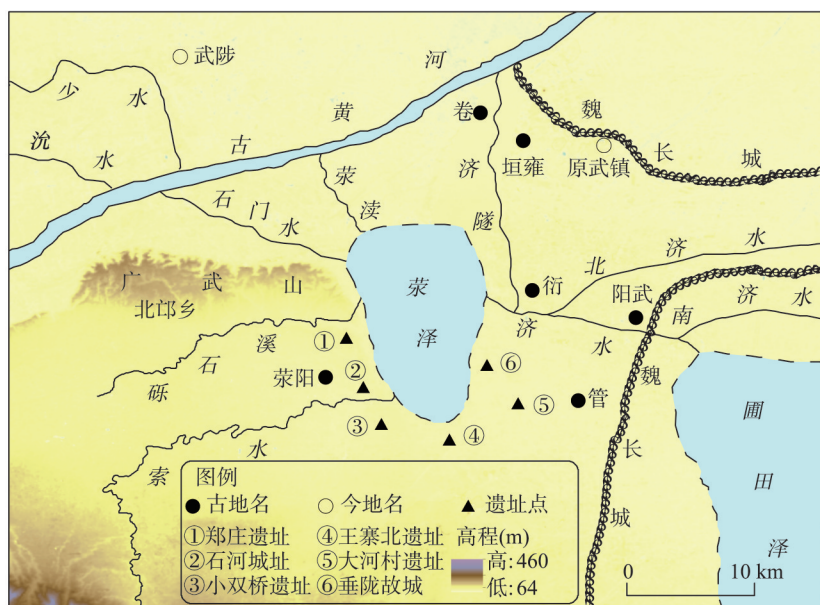 武陟
少水
沇水
古黄河
石门水
荥渎
卷
垣雍
济隧
魏长城
原武镇
广武山
北邙乡
荥泽
衍
北济水
阳武
南济水
济水
砾石溪
①
荥阳
②
③
④
⑤
⑥
管
魏长城
圃田泽
索水
图例
●古地名 ○今地名 ▲遗址点
①郑庄遗址 ④王寨北遗址 高程(m)
②石河城址 ⑤大河村遗址 高:460
③小双桥遗址 ⑥垂陇故城 低:64
0 10 km